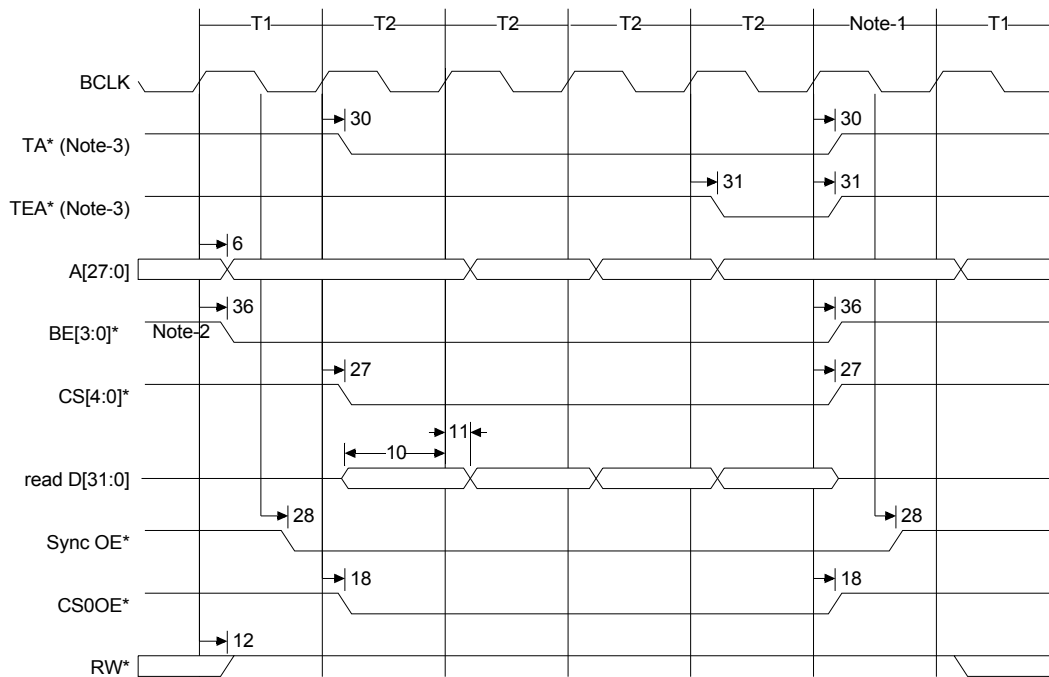 T1 T2 T2 T2 T2 Note-1 T1
BCLK
30 30
TA* (Note-3)
31 31
TEA* (Note-3)
6
A[27:0]
36 36
BE[3:0]* Note-2
27 27
CS[4:0]*
11
10
read D[31:0]
28 28
Sync OE*
18 18
CS0OE*
12
RW*